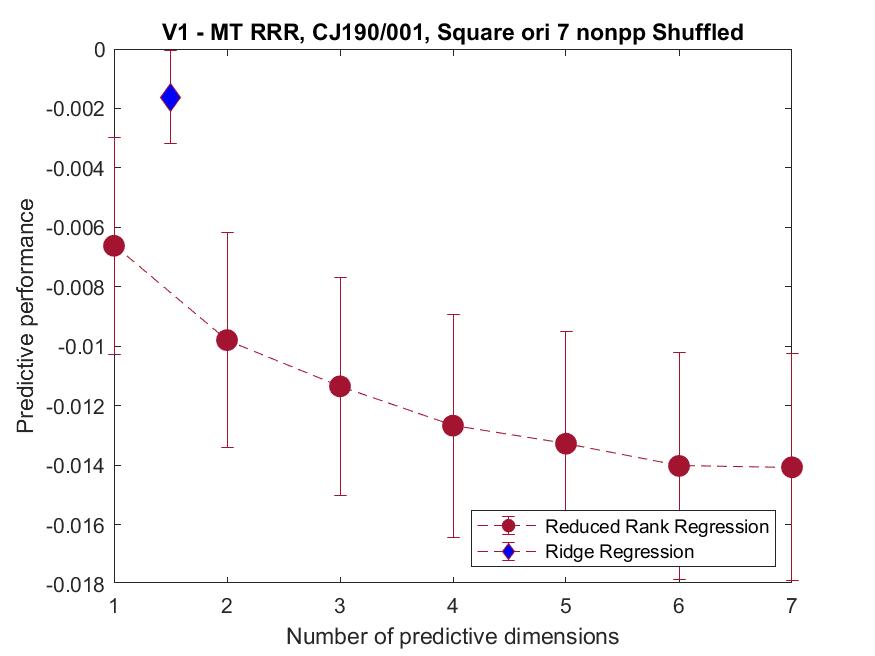 V1 - MT RRR, CJ190/001, Square ori 7 nonpp Shuffled
0
-0.002
-0.004
-0.006
-0.008
-0.01
-0.012
-0.014
-0.016
-0.018
Predictive performance
Reduced Rank Regression
Ridge Regression
1 2 3 4 5 6 7
Number of predictive dimensions